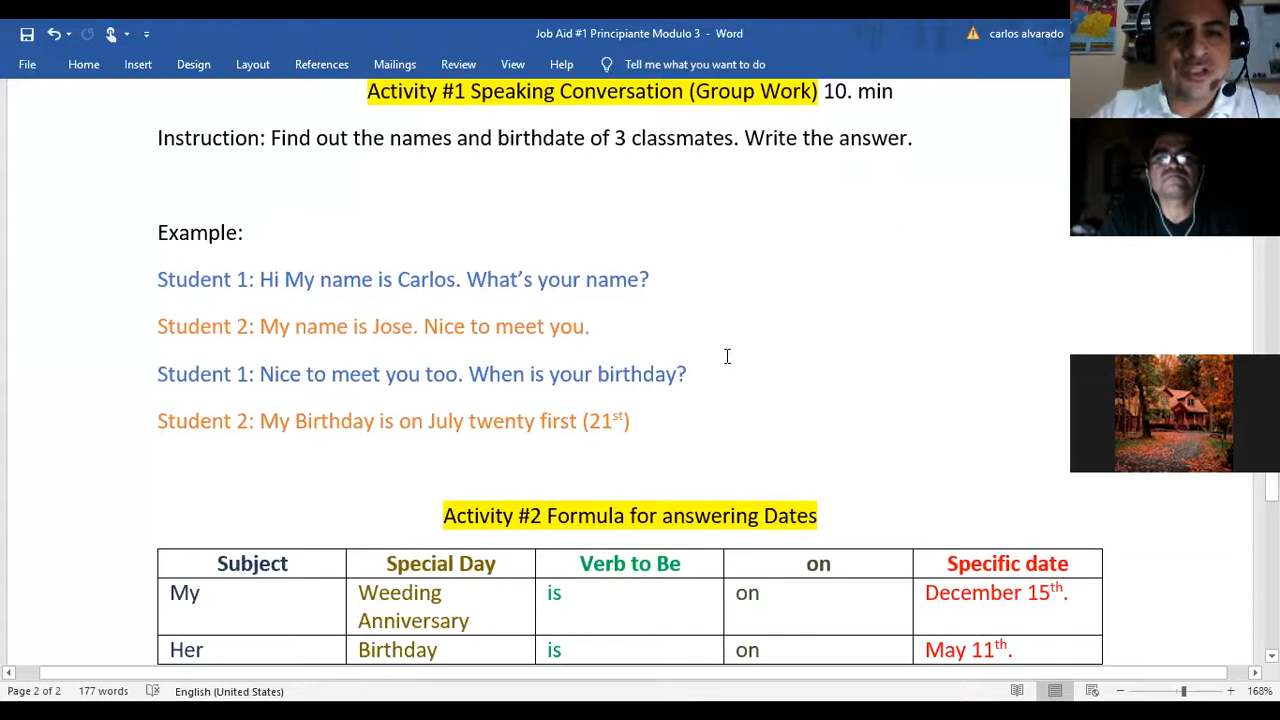 Job Aid #1 Principiante Modulo 3 - Word
carlos alvarado
File Home Insert Design Layout References Mailings Review View Help Tell me what you want to do
Activity #1 Speaking Conversation (Group Work) 10. min
Instruction: Find out the names and birthdate of 3 classmates. Write the answer.
Example:
Student 1: Hi My name is Carlos. What's your name?
Student 2: My name is Jose. Nice to meet you.
Student 1: Nice to meet you too. When is your birthday?
Student 2: My Birthday is on July twenty first (21st)
Activity #2 Formula for answering Dates
Subject Special Day Verb to Be on Specific date
My Weeding Anniversary is on December 15th.
Her Birthday is on May 11th.
Page 2 of 2 177 words English (United States) 168%